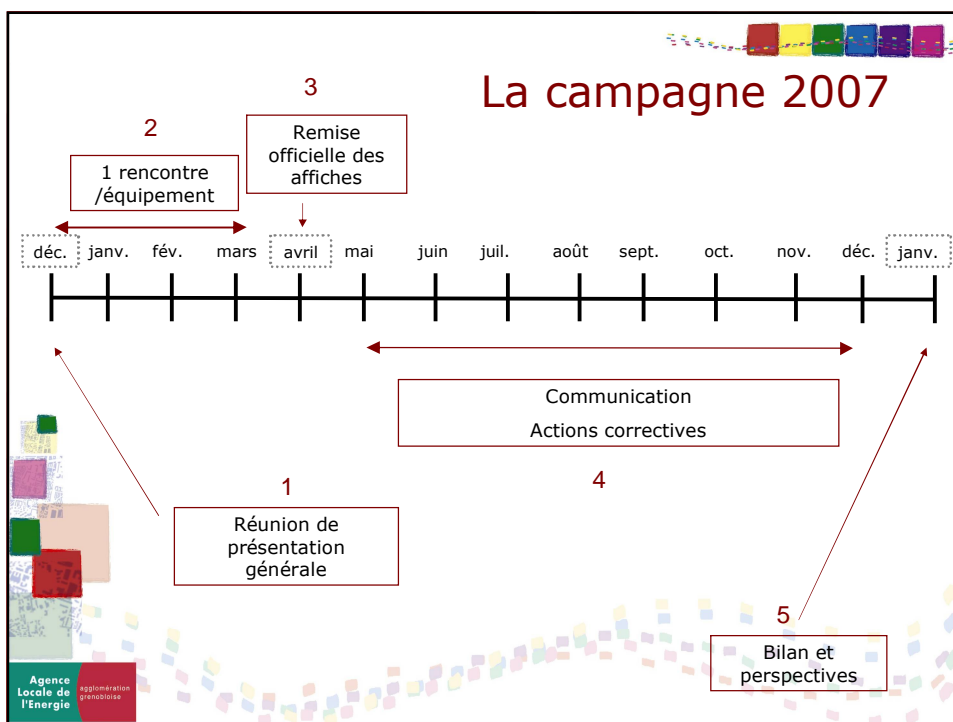 La campagne 2007
3
Remise
officielle des
affiches
2
1 rencontre
/équipement
déc. janv. fév. mars avril mai juin juil. août sept. oct. nov. déc. janv.
Communication
Actions correctives
4
1
Réunion de
présentation
générale
5
Bilan et
perspectives
Agence
Locale de
l'Energie
agglomération
grenobloise